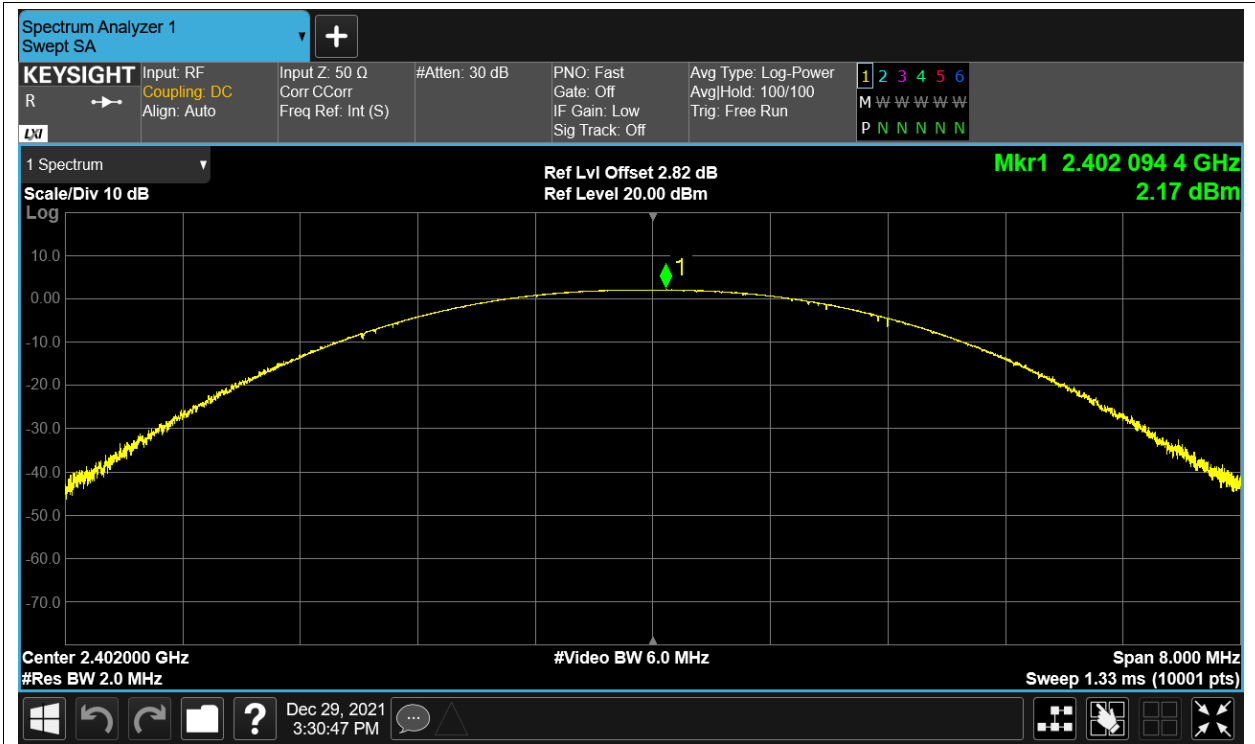 Spectrum Analyzer 1
Swept SA
KEYSIGHT
R
LXI
Input: RF
Coupling: DC
Align: Auto
Input Z: 50 Ω
Corr CCorr
Freq Ref: Int (S)
#Atten: 30 dB
PNO: Fast
Gate: Off
IF Gain: Low
Sig Track: Off
Avg Type: Log-Power
Avg|Hold: 100/100
Trig: Free Run
1 2 3 4 5 6
M W W W W W
P N N N N N
1 Spectrum
Scale/Div 10 dB
Log
Ref Lvl Offset 2.82 dB
Ref Level 20.00 dBm
Mkr1 2.402 094 4 GHz
2.17 dBm
1
10.0
0.00
-10.0
-20.0
-30.0
-40.0
-50.0
-60.0
-70.0
Center 2.402000 GHz
#Video BW 6.0 MHz
Span 8.000 MHz
#Res BW 2.0 MHz
Sweep 1.33 ms (10001 pts)
?
Dec 29, 2021
3:30:47 PM